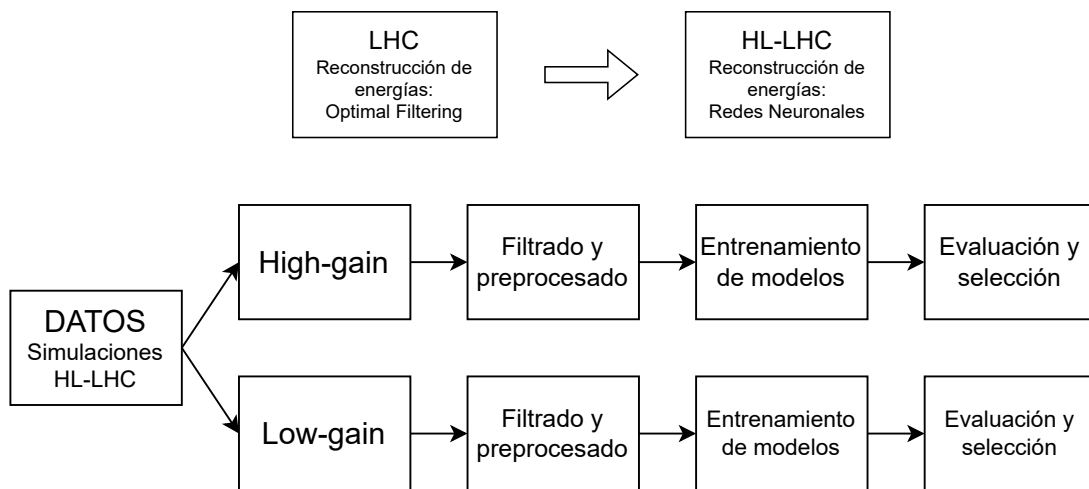 LHC
Reconstrucción de
energías:
Optimal Filtering
HL-LHC
Reconstrucción de
energías:
Redes Neuronales
DATOS
Simulaciones
HL-LHC
High-gain
Filtrado y
preprocesado
Entrenamiento
de modelos
Evaluación y
selección
Low-gain
Filtrado y
preprocesado
Entrenamiento
de modelos
Evaluación y
selección